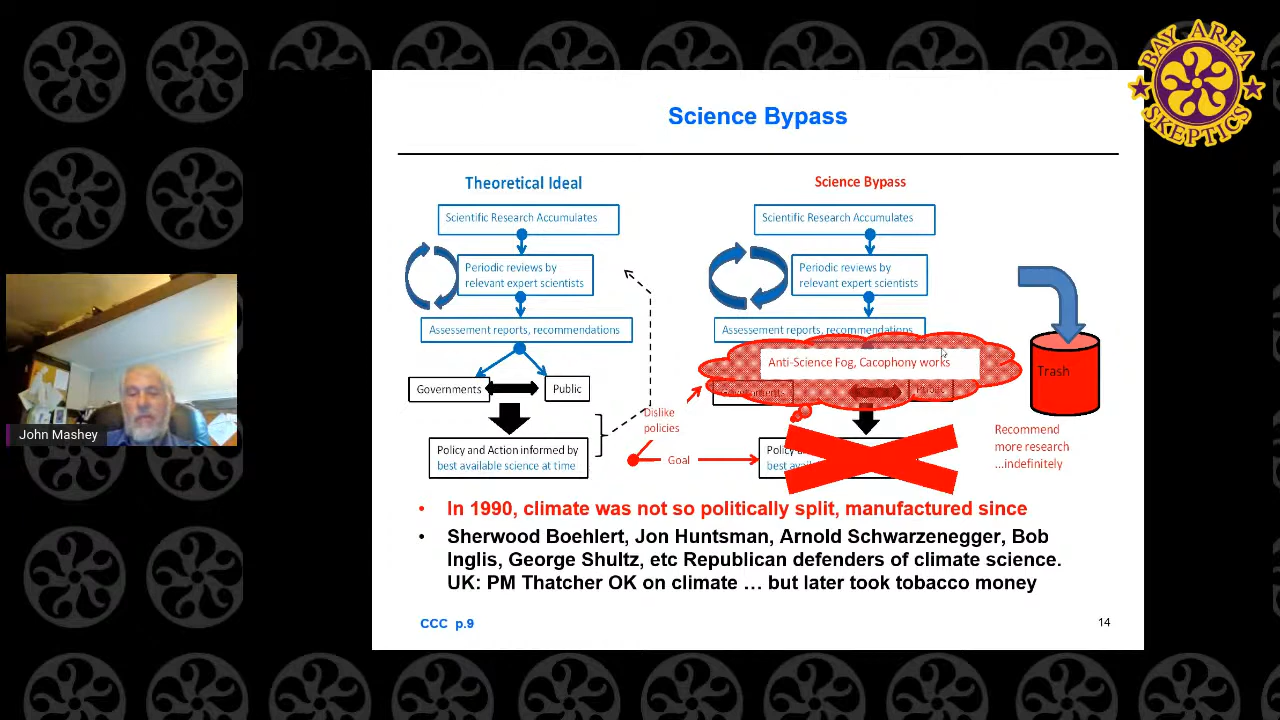 BAY AREA
SKEPTICS
Science Bypass
Theoretical Ideal
Scientific Research Accumulates
Periodic reviews by
relevant expert scientists
Assessement reports, recommendations
Governments
Public
Policy and Action informed by
best available science at time
Dislike
policies
Goal
Science Bypass
Scientific Research Accumulates
Periodic reviews by
relevant expert scientists
Assessement reports, recommendations
Anti-Science Fog, Cacophony works
Governments
Public
Trash
Recommend
more research
...indefinitely
John Mashey
• In 1990, climate was not so politically split, manufactured since
• Sherwood Boehlert, Jon Huntsman, Arnold Schwarzenegger, Bob
Inglis, George Shultz, etc Republican defenders of climate science.
UK: PM Thatcher OK on climate … but later took tobacco money
CCC p.9
14